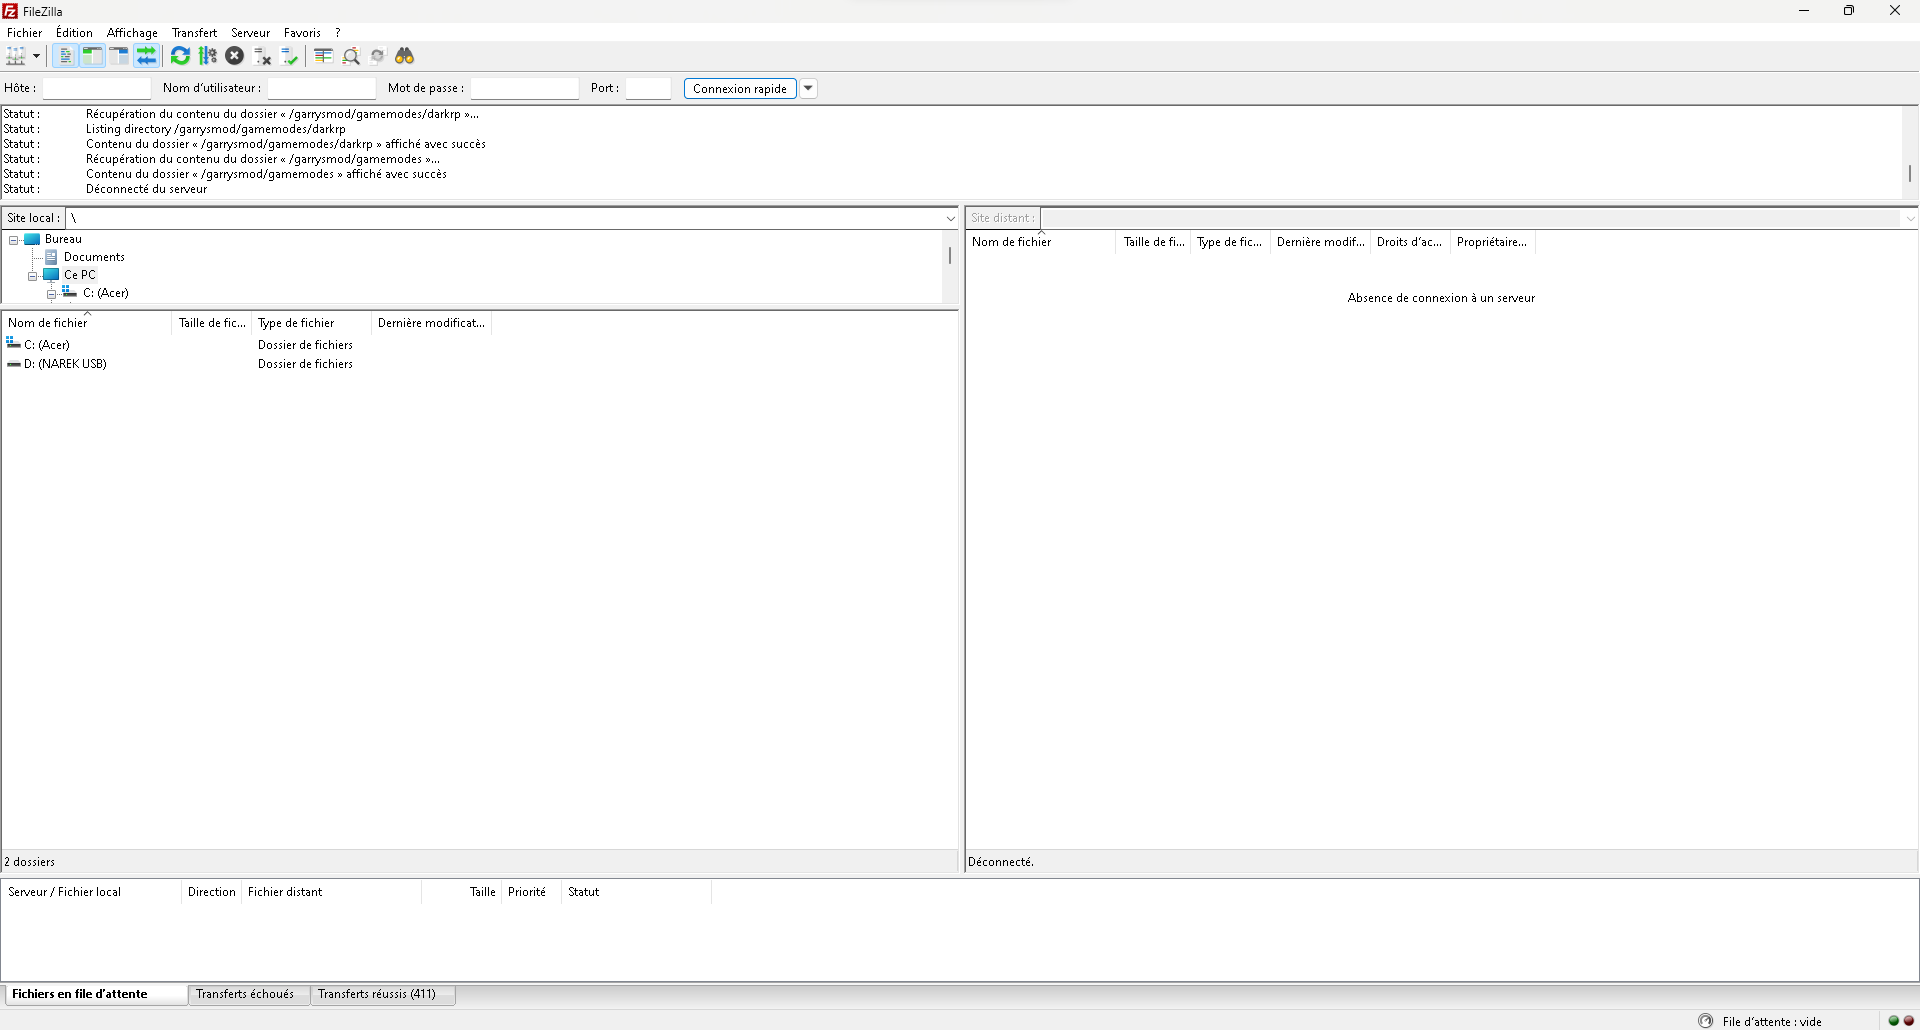 FileZilla
Fichier Édition Affichage Transfert Serveur Favoris ?
Hôte : Nom d'utilisateur : Mot de passe : Port : Connexion rapide
Statut : Récupération du contenu du dossier « /garrysmod/gamemodes/darkrp »...
Statut : Listing directory /garrysmod/gamemodes/darkrp
Statut : Contenu du dossier « /garrysmod/gamemodes/darkrp » affiché avec succès
Statut : Récupération du contenu du dossier « /garrysmod/gamemodes »...
Statut : Contenu du dossier « /garrysmod/gamemodes » affiché avec succès
Statut : Déconnecté du serveur
Site local : \
Bureau
Documents
Ce PC
C: (Acer)
Nom de fichier Taille de fic... Type de fichier Dernière modificat...
C: (Acer) Dossier de fichiers
D: (NAREK USB) Dossier de fichiers
2 dossiers
Site distant :
Nom de fichier Taille de fi... Type de fic... Dernière modif... Droits d'ac... Propriétaire...
Absence de connexion à un serveur
Déconnecté.
Serveur / Fichier local Direction Fichier distant Taille Priorité Statut
Fichiers en file d'attente Transferts échoués Transferts réussis (411)
File d'attente : vide